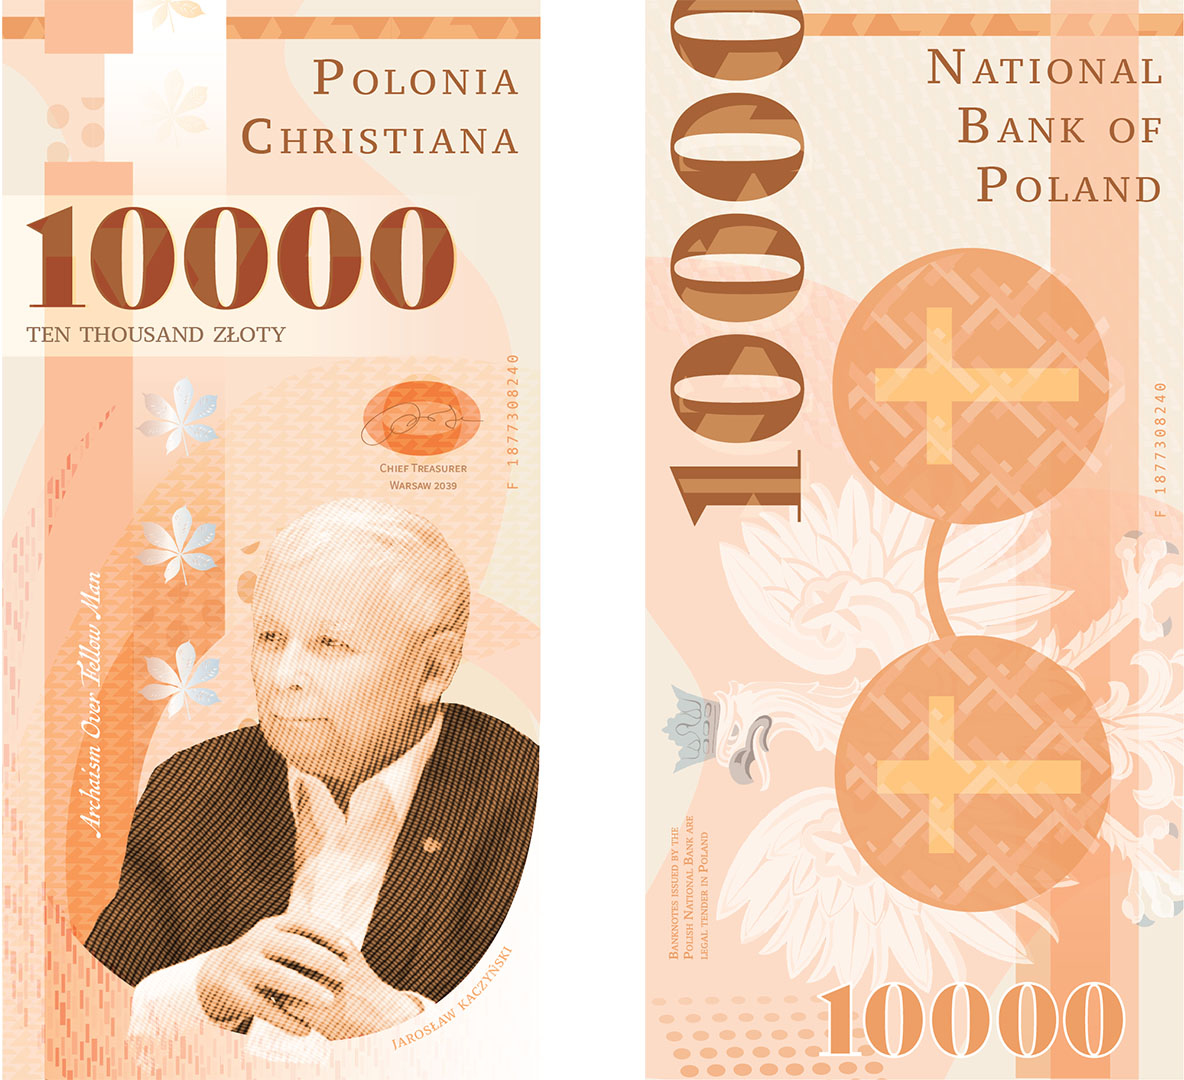 POLONIA
CHRISTIANA
10000
TEN THOUSAND ZŁOTY
CHIEF TREASURER
WARSAW 2039
F 1877308240
Archaism Over Fellow Man
JAROSŁAW KACZYŃSKI
10000
NATIONAL
BANK OF
POLAND
F 1877308240
BANKNOTES ISSUED BY THE
POLISH NATIONAL BANK ARE
LEGAL TENDER IN POLAND
10000